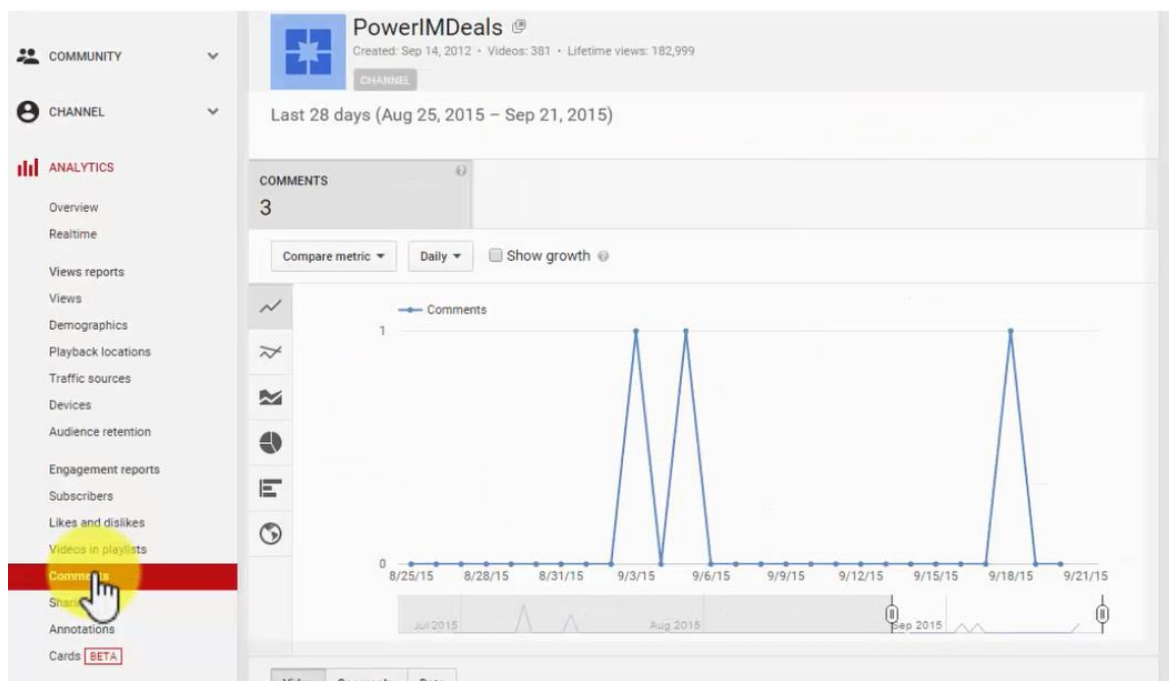 PowerIMDeals
Created: Sep 14, 2012 • Videos: 381 • Lifetime views: 182,999
CHANNEL
COMMUNITY
CHANNEL
ANALYTICS
Overview
Realtime
Views reports
Views
Demographics
Playback locations
Traffic sources
Devices
Audience retention
Engagement reports
Subscribers
Likes and dislikes
Videos in playlists
Comments
Annotations
Cards BETA
Last 28 days (Aug 25, 2015 – Sep 21, 2015)
COMMENTS
3
Compare metric Daily Show growth
Comments
1
0
8/25/15 8/28/15 8/31/15 9/3/15 9/6/15 9/9/15 9/12/15 9/15/15 9/18/15 9/21/15
Jul 2015 Aug 2015 Sep 2015